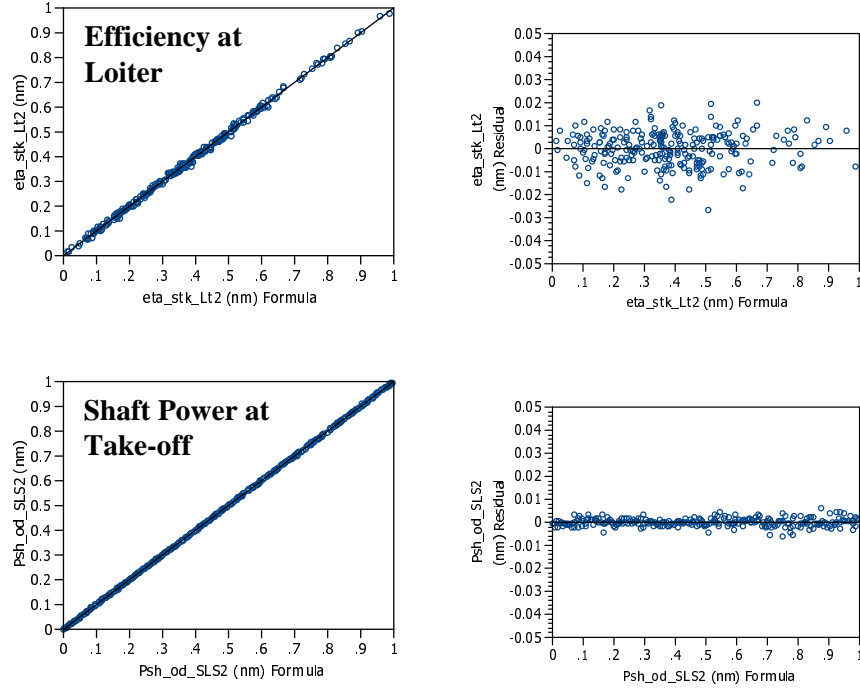 Efficiency at
Loiter
eta_stk_Lt2 (nm)
1
0.9
0.8
0.7
0.6
0.5
0.4
0.3
0.2
0.1
0
0 .1 .2 .3 .4 .5 .6 .7 .8 .9 1
eta_stk_Lt2 (nm) Formula
eta_stk_Lt2
(nm) Residual
0.05
0.04
0.03
0.02
0.01
0
-0.01
-0.02
-0.03
-0.04
-0.05
0 .1 .2 .3 .4 .5 .6 .7 .8 .9 1
eta_stk_Lt2 (nm) Formula
Shaft Power at
Take-off
Psh_od_SLS2 (nm)
1
0.9
0.8
0.7
0.6
0.5
0.4
0.3
0.2
0.1
0
0 .1 .2 .3 .4 .5 .6 .7 .8 .9 1
Psh_od_SLS2 (nm) Formula
Psh_od_SLS2
(nm) Residual
0.05
0.04
0.03
0.02
0.01
0
-0.01
-0.02
-0.03
-0.04
-0.05
0 .1 .2 .3 .4 .5 .6 .7 .8 .9 1
Psh_od_SLS2 (nm) Formula